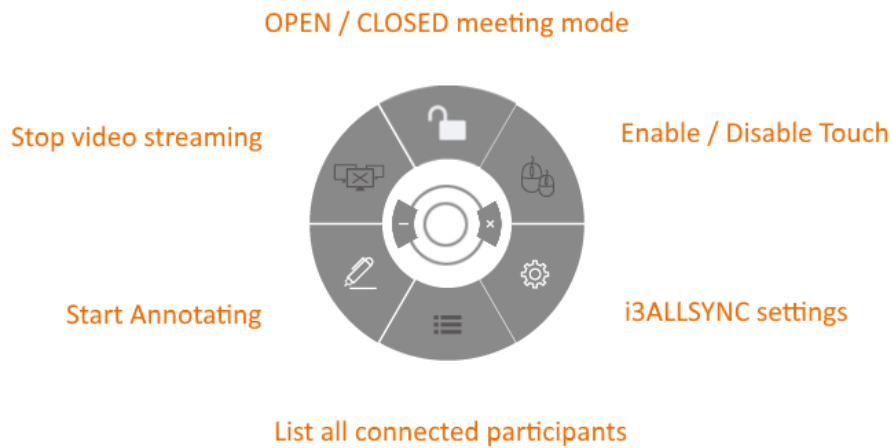 OPEN / CLOSED meeting mode
Stop video streaming
Enable / Disable Touch
Start Annotating
i3ALLSYNC settings
List all connected participants